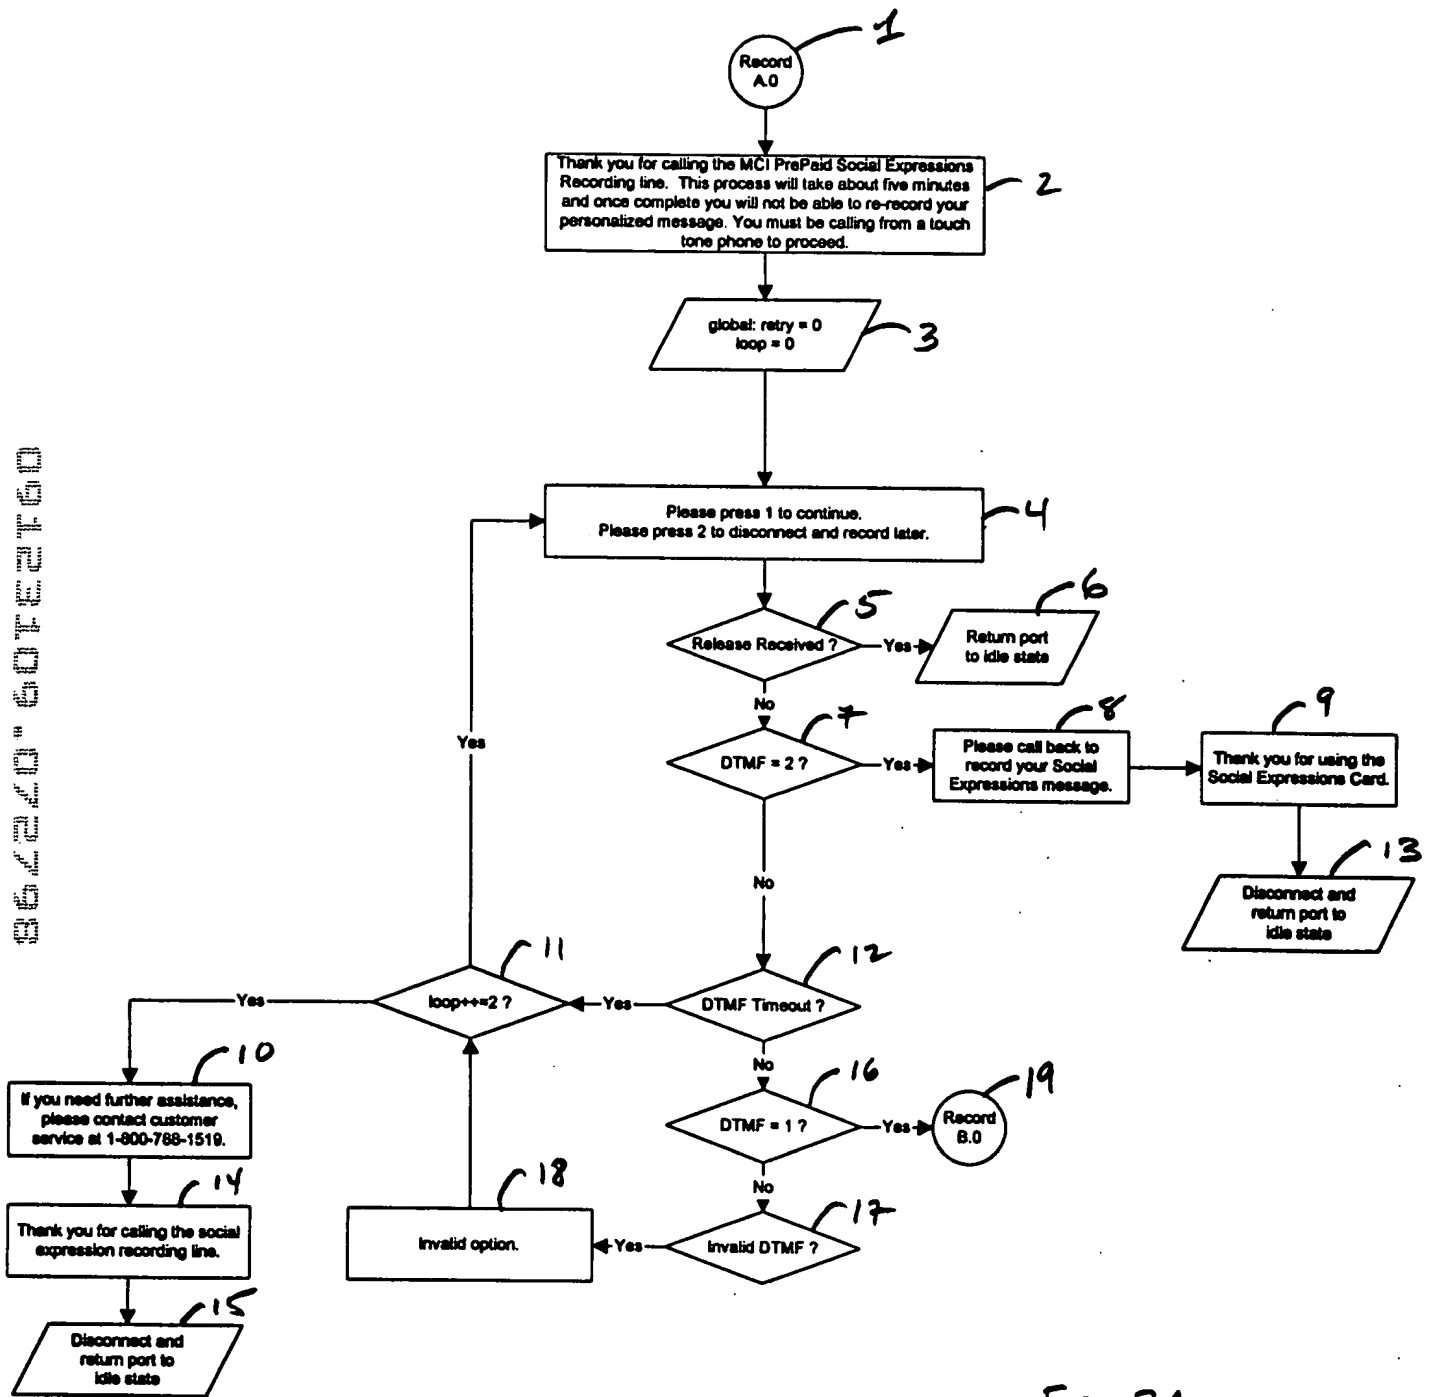 1
Record
A.0
Thank you for calling the MCI PrePaid Social Expressions
Recording line. This process will take about five minutes
and once complete you will not be able to re-record your
personalized message. You must be calling from a touch
tone phone to proceed.
2
global: retry = 0
loop = 0
3
Please press 1 to continue.
Please press 2 to disconnect and record later.
4
5
Release Received ?
Yes
6
Return port
to idle state
No
7
DTMF = 2 ?
Yes
8
Please call back to
record your Social
Expressions message.
9
Thank you for using the
Social Expressions Card.
13
Disconnect and
return port to
idle state
No
Yes
11
loop++=2 ?
Yes
12
DTMF Timeout ?
Yes
10
If you need further assistance,
please contact customer
service at 1-800-788-1519.
No
16
DTMF = 1 ?
Yes
19
Record
B.0
14
Thank you for calling the social
expression recording line.
No
17
Invalid DTMF ?
Yes
18
Invalid option.
15
Disconnect and
return port to
idle state
09123109.072798